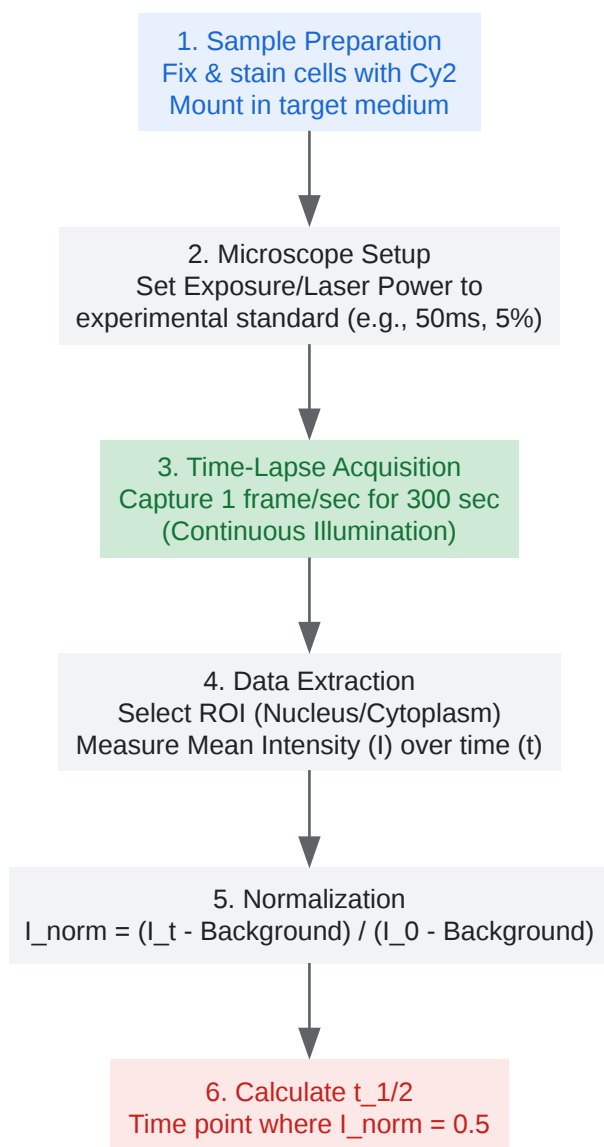 1. Sample Preparation
Fix & stain cells with Cy2
Mount in target medium
2. Microscope Setup
Set Exposure/Laser Power to
experimental standard (e.g., 50ms, 5%)
3. Time-Lapse Acquisition
Capture 1 frame/sec for 300 sec
(Continuous Illumination)
4. Data Extraction
Select ROI (Nucleus/Cytoplasm)
Measure Mean Intensity (I) over time (t)
5. Normalization
I_norm = (I_t - Background) / (I_0 - Background)
6. Calculate t_1/2
Time point where I_norm = 0.5